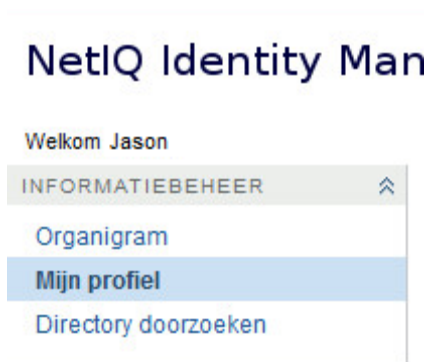 NetIQ Identity Man
Welkom Jason
INFORMATIEBEHEER
Organigram
Mijn profiel
Directory doorzoeken